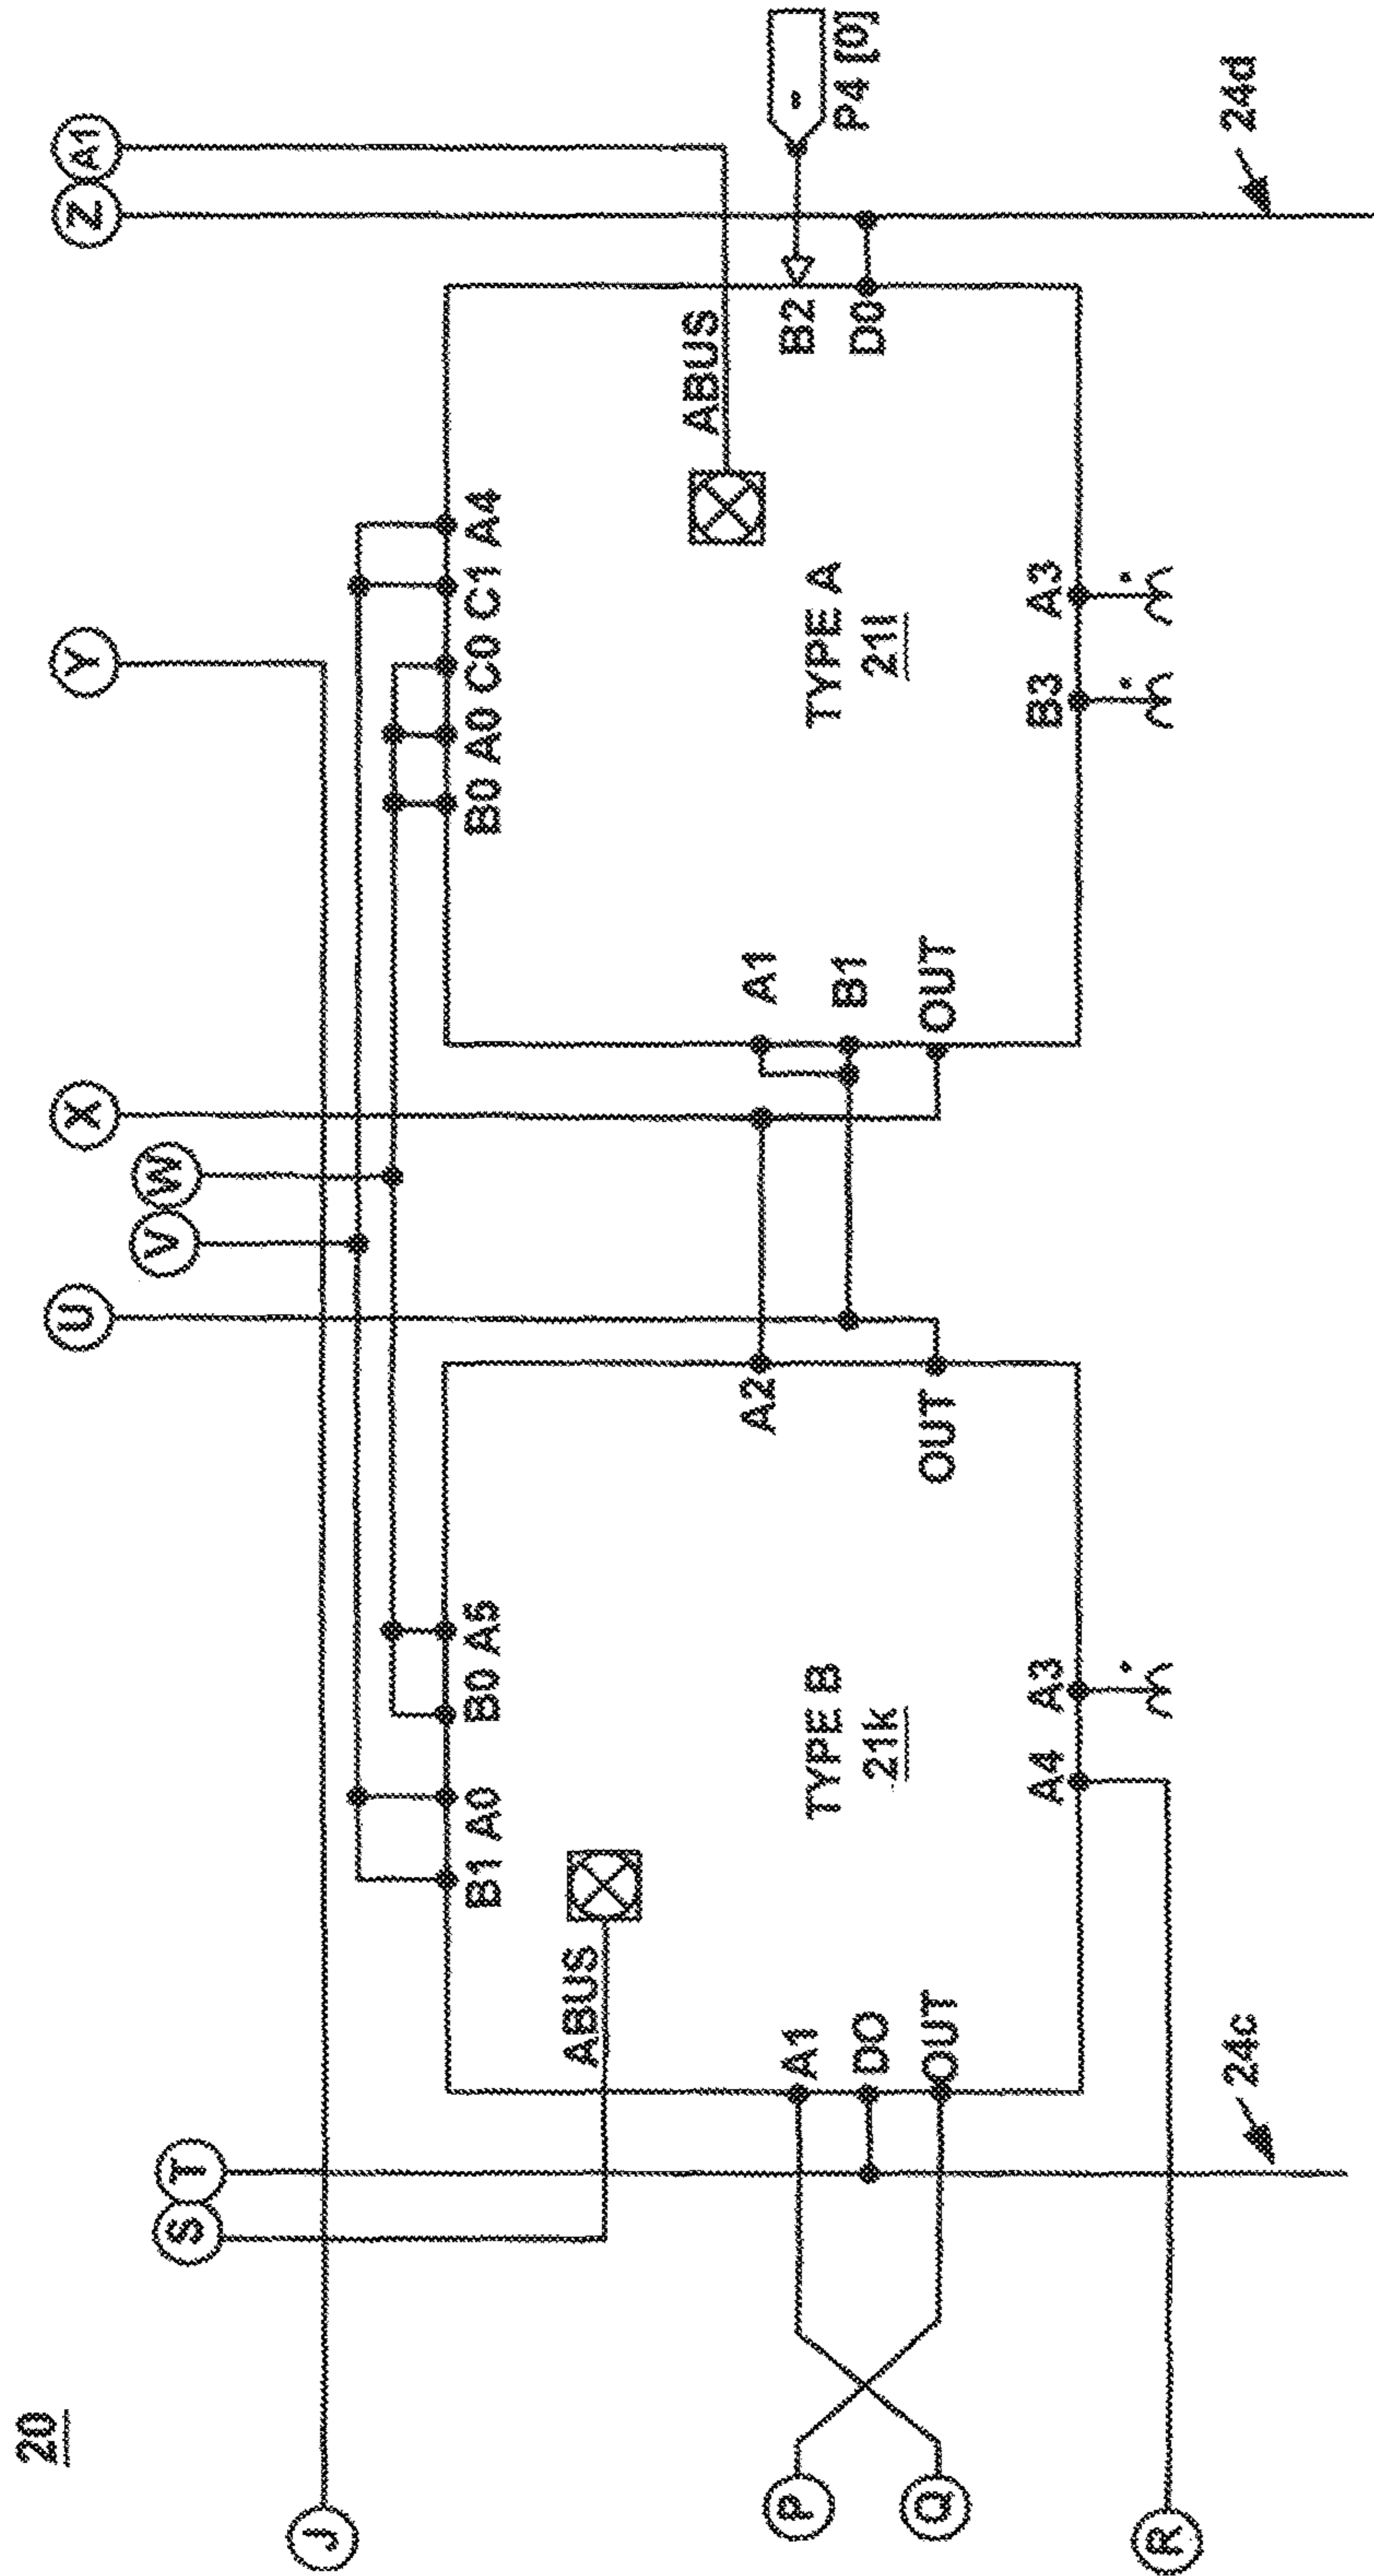 20
J
Y
S T
U
V W
X
Z A1
B1 A0
B0 A5
B0 A0 C0 C1 A4
ABUS
ABUS
A2
A1
P4 [0]
A1
B2
P
DO
B1
D0
TYPE B
21k
TYPE A
21l
OUT
OUT
OUT
Q
A4
A3
B3
A3
R
24c
24d